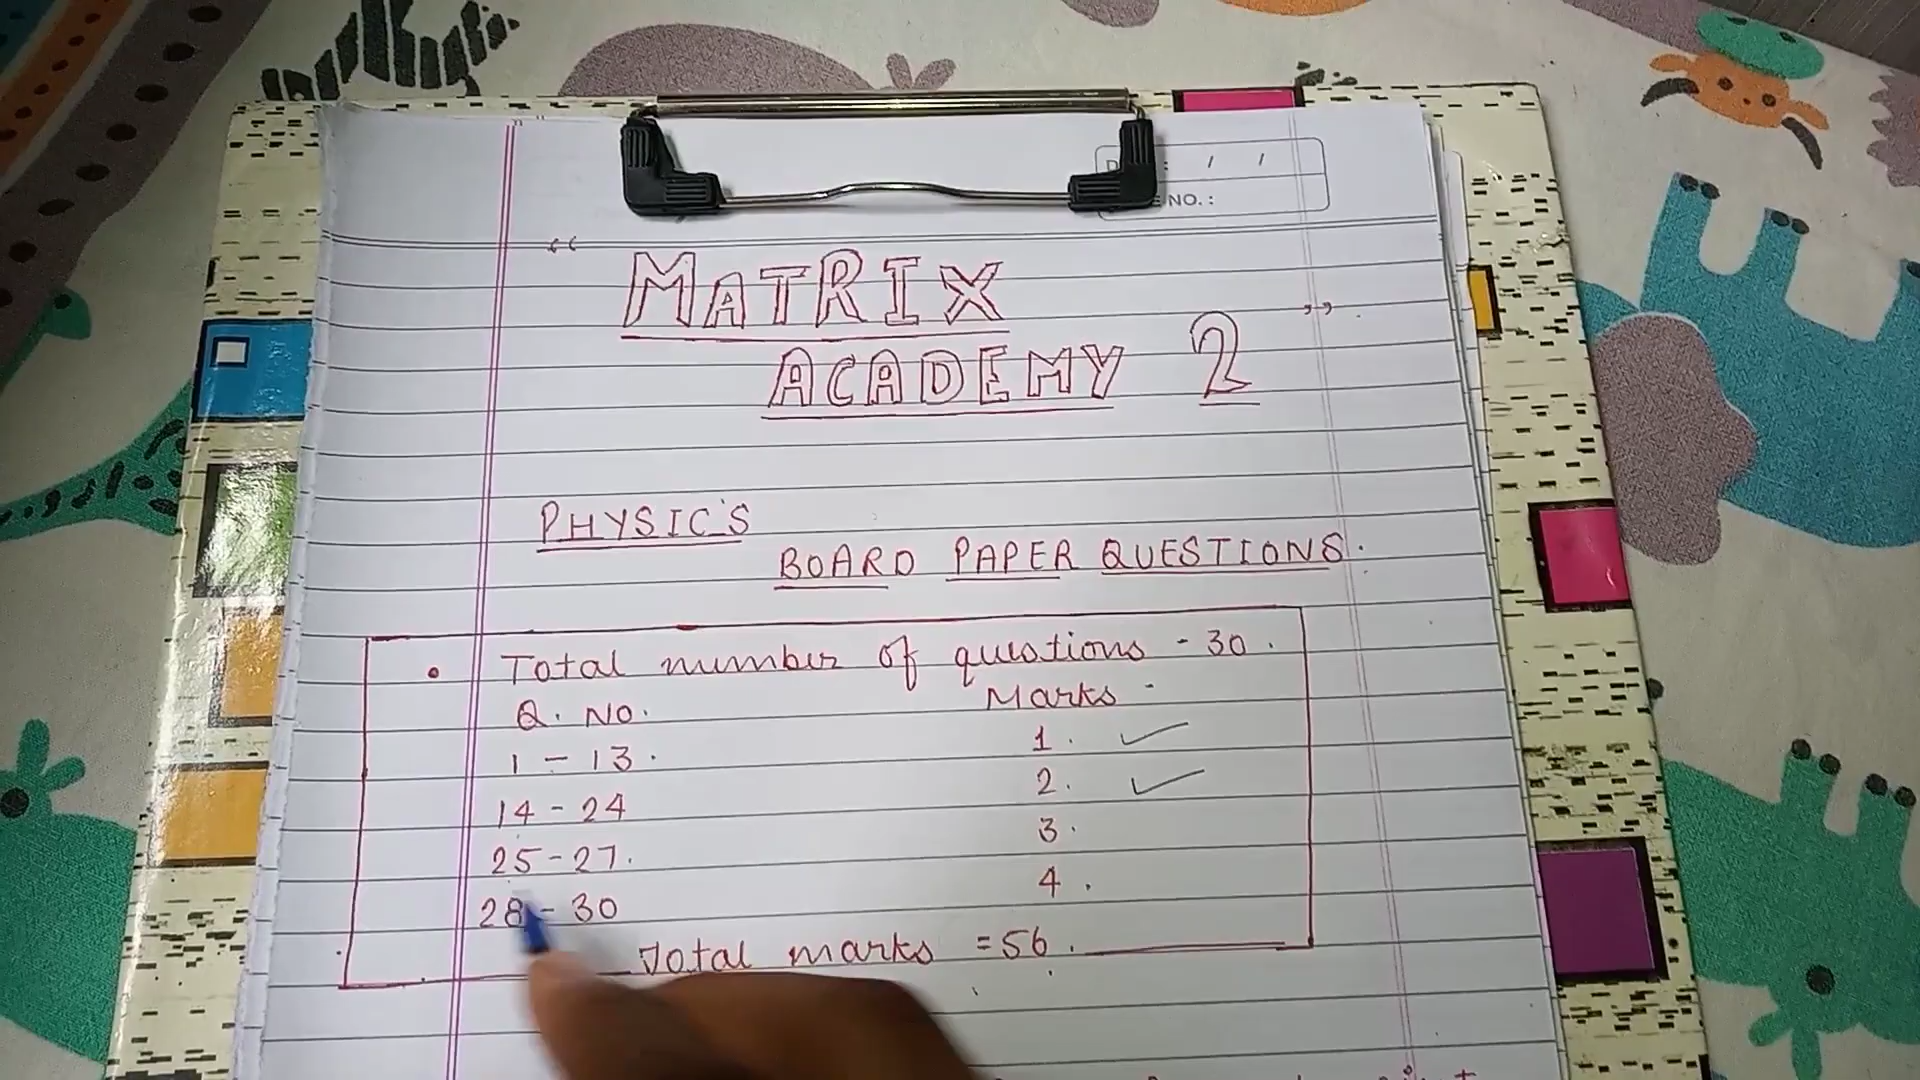 / /
NO. :
“ MATRIX
ACADEMY 2 ”
PHYSIC'S
BOARD PAPER QUESTIONS.
• Total number of questions - 30.
Q. NO. Marks -
1 - 13. 1. ✓
14 - 24 2. ✓
25 - 27. 3.
28 - 30 4.
Total marks = 56.